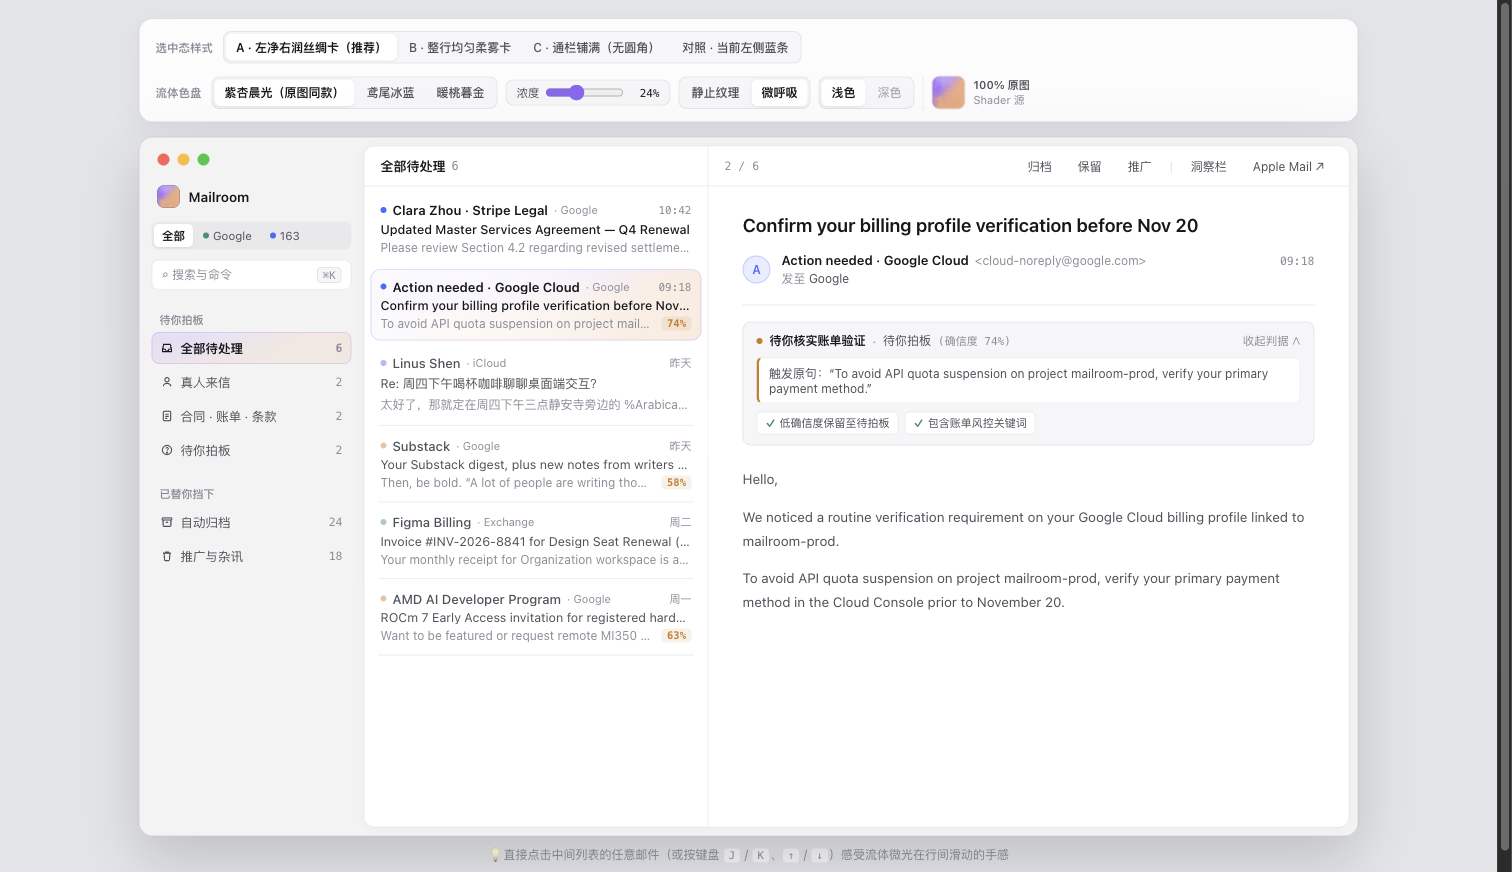 选中态样式 A · 左净右润丝绸卡（推荐） B · 整行均匀柔雾卡 C · 通栏铺满（无圆角） 对照 · 当前左侧蓝条
流体色盘 紫杏晨光（原图同款） 鸢尾冰蓝 暖桃暮金 浓度 24% 静止纹理 微呼吸 浅色 深色 100% 原图
Shader 源
Mailroom
全部 Google 163
搜索与命令 ⌘K
待你拍板
全部待处理 6
真人来信 2
合同 · 账单 · 条款 2
待你拍板 2
已替你挡下
自动归档 24
推广与杂讯 18
全部待处理 6
Clara Zhou · Stripe Legal · Google 10:42
Updated Master Services Agreement — Q4 Renewal
Please review Section 4.2 regarding revised settleme...
Action needed · Google Cloud · Google 09:18
Confirm your billing profile verification before Nov...
To avoid API quota suspension on project mail... 74%
Linus Shen · iCloud 昨天
Re: 周四下午喝杯咖啡聊聊桌面端交互?
太好了，那就定在周四下午三点静安寺旁边的 %Arabica...
Substack · Google 昨天
Your Substack digest, plus new notes from writers ...
Then, be bold. “A lot of people are writing tho... 58%
Figma Billing · Exchange 周二
Invoice #INV-2026-8841 for Design Seat Renewal (...
Your monthly receipt for Organization workspace is a...
AMD AI Developer Program · Google 周一
ROCm 7 Early Access invitation for registered hard...
Want to be featured or request remote MI350 ... 63%
2 / 6 归档 保留 推广 洞察栏 Apple Mail ↗
Confirm your billing profile verification before Nov 20
A
Action needed · Google Cloud <cloud-noreply@google.com> 09:18
发至 Google
待你核实账单验证 · 待你拍板 (确信度 74%) 收起判据 ∧
触发原句：“To avoid API quota suspension on project mailroom-prod, verify your primary
payment method.”
✓ 低确信度保留至待拍板 ✓ 包含账单风控关键词
Hello,
We noticed a routine verification requirement on your Google Cloud billing profile linked to
mailroom-prod.
To avoid API quota suspension on project mailroom-prod, verify your primary payment
method in the Cloud Console prior to November 20.
💡 直接点击中间列表的任意邮件（或按键盘 J / K 、 ↑ / ↓ ）感受流体微光在行间滑动的手感